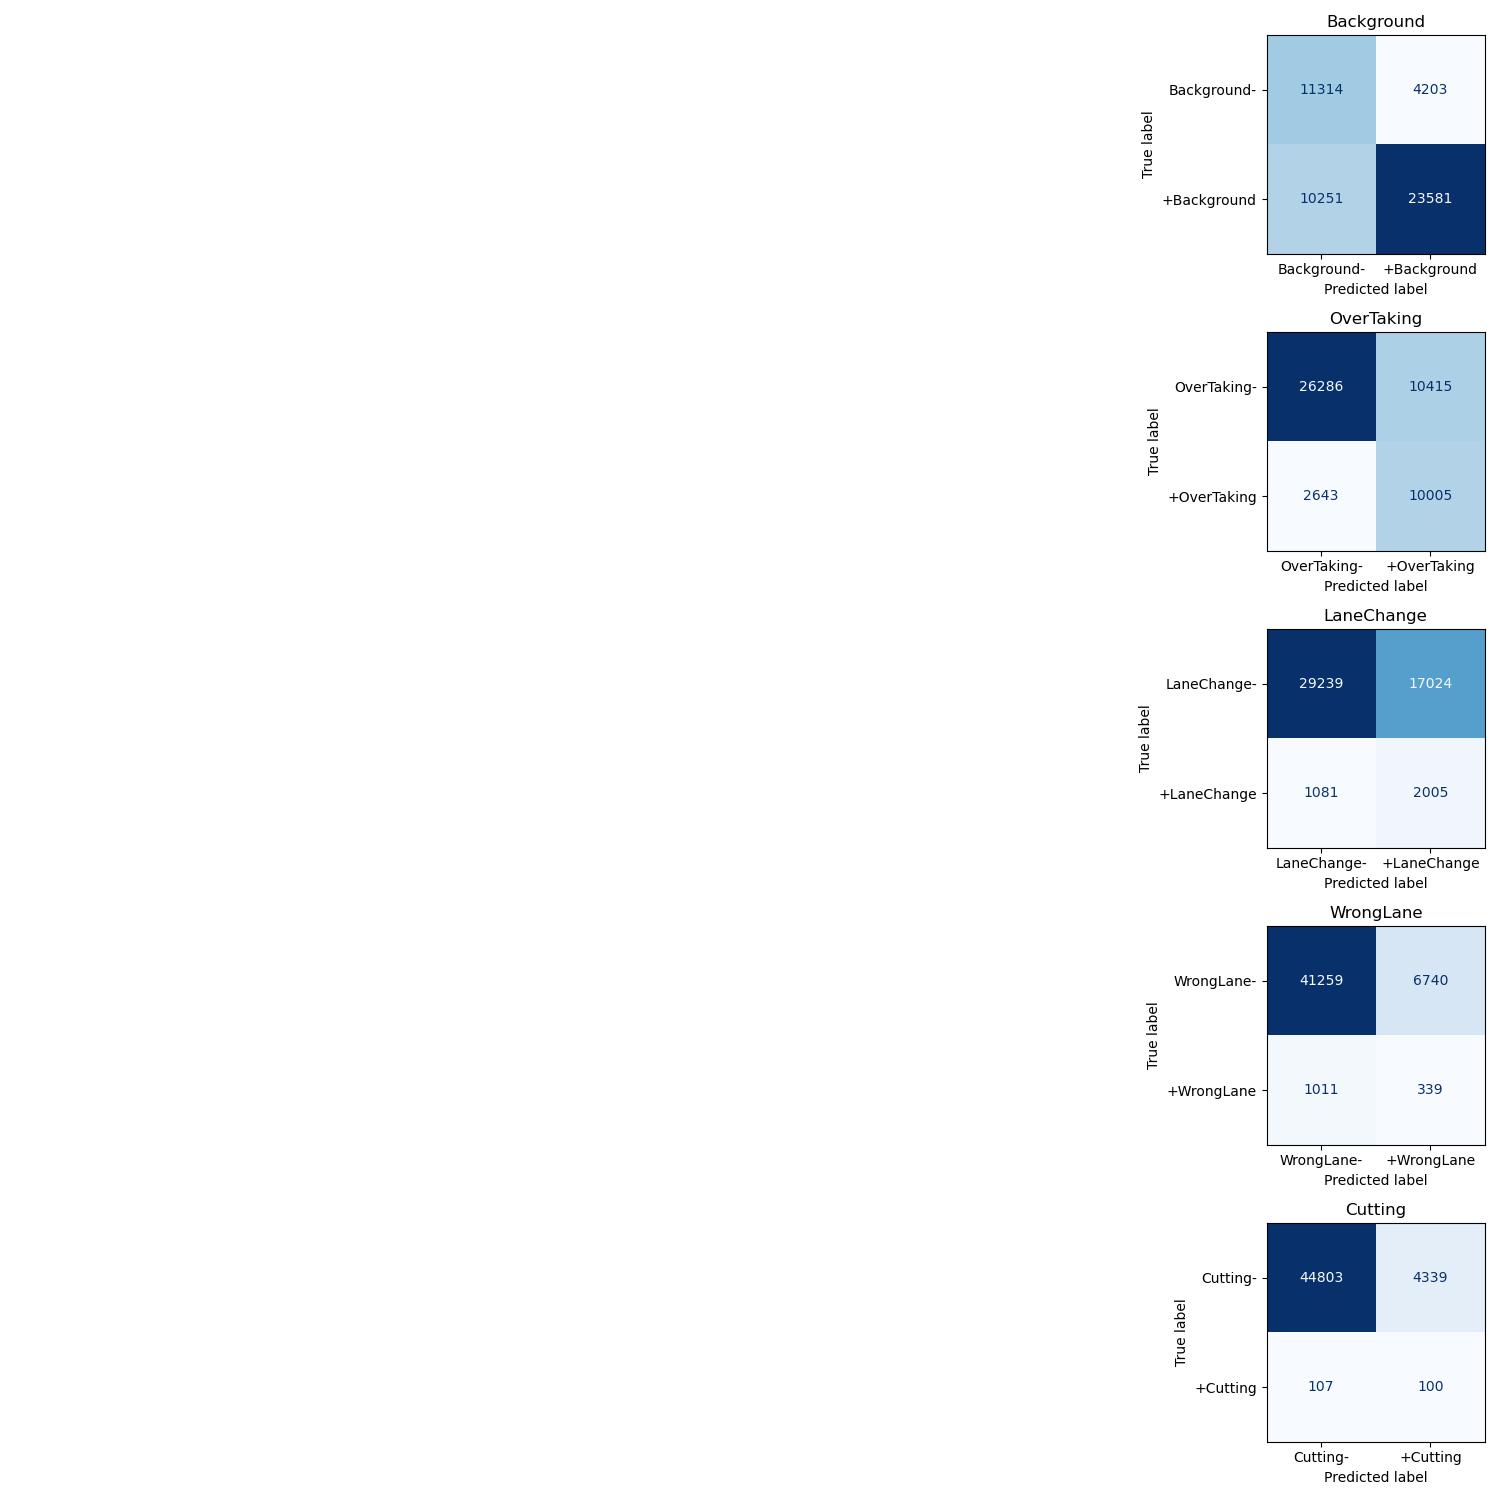 Background
Background-
11314 4203
True label
+Background
10251 23581
Background- +Background
Predicted label
OverTaking
OverTaking-
26286 10415
True label
+OverTaking
2643 10005
OverTaking- +OverTaking
Predicted label
LaneChange
LaneChange-
29239 17024
True label
+LaneChange
1081 2005
LaneChange- +LaneChange
Predicted label
WrongLane
WrongLane-
41259 6740
True label
+WrongLane
1011 339
WrongLane- +WrongLane
Predicted label
Cutting
Cutting-
44803 4339
True label
+Cutting
107 100
Cutting- +Cutting
Predicted label